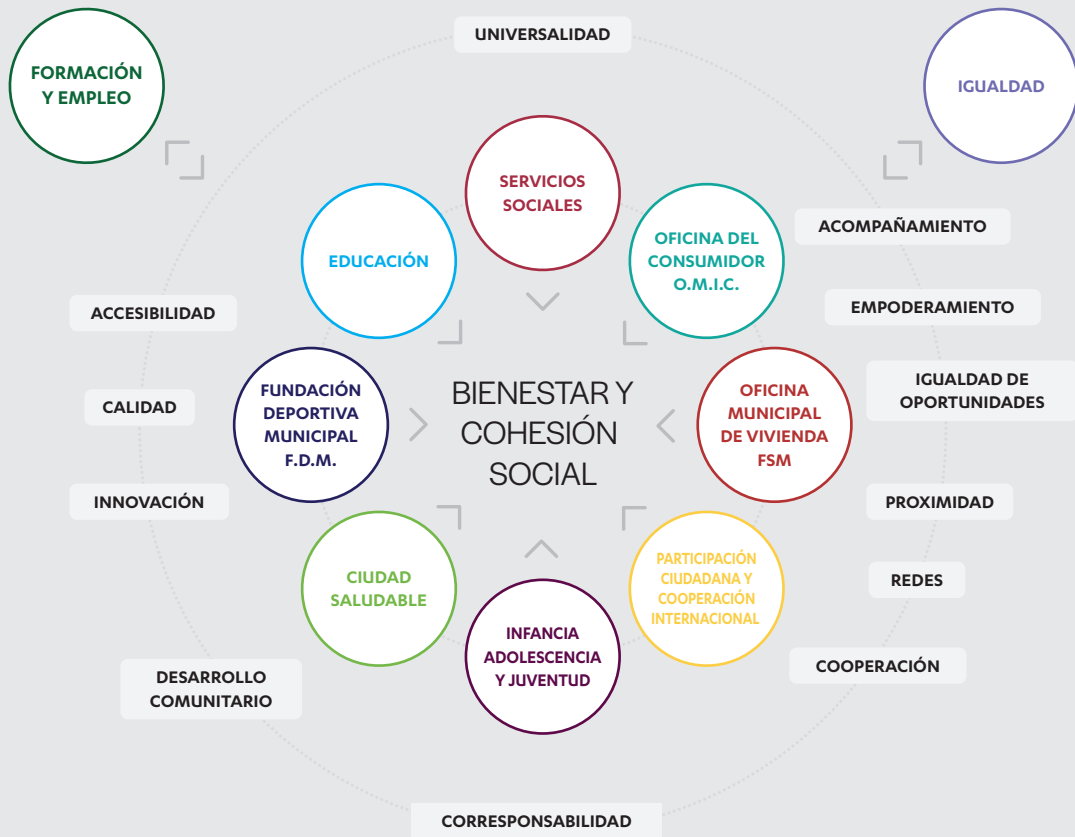 UNIVERSALIDAD
FORMACIÓN
Y EMPLEO
IGUALDAD
SERVICIOS
SOCIALES
EDUCACIÓN
OFICINA DEL
CONSUMIDOR
O.M.I.C.
ACOMPAÑAMIENTO
ACCESIBILIDAD
EMPODERAMIENTO
FUNDACIÓN
DEPORTIVA
MUNICIPAL
F.D.M.
BIENESTAR Y
COHESIÓN
SOCIAL
OFICINA
MUNICIPAL
DE VIVIENDA
FSM
IGUALDAD DE
OPORTUNIDADES
CALIDAD
INNOVACIÓN
PROXIMIDAD
CIUDAD
SALUDABLE
PARTICIPACIÓN
CIUDADANA Y
COOPERACIÓN
INTERNACIONAL
REDES
INFANCIA
ADOLESCENCIA
Y JUVENTUD
DESARROLLO
COMUNITARIO
COOPERACIÓN
CORRESPONSABILIDAD